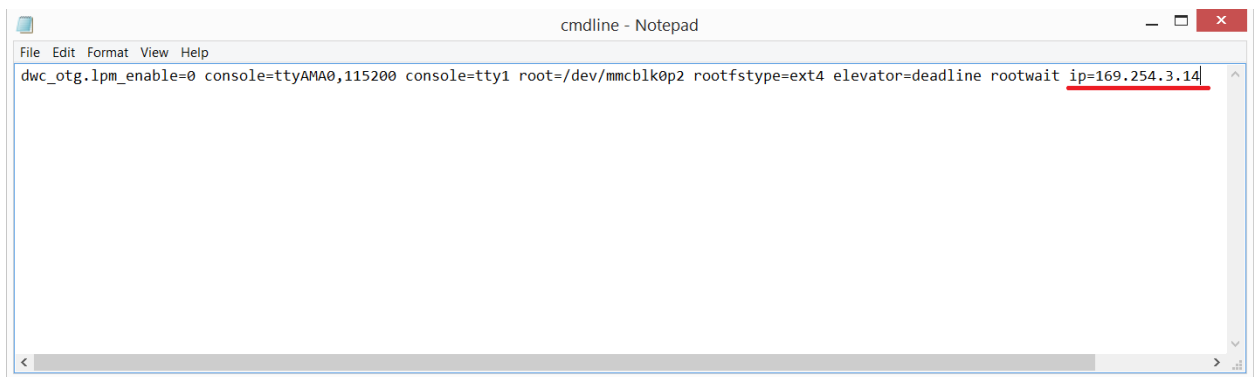 cmdline - Notepad
File Edit Format View Help
dwc_otg.lpm_enable=0 console=ttyAMA0,115200 console=tty1 root=/dev/mmcblk0p2 rootfstype=ext4 elevator=deadline rootwait ip=169.254.3.14